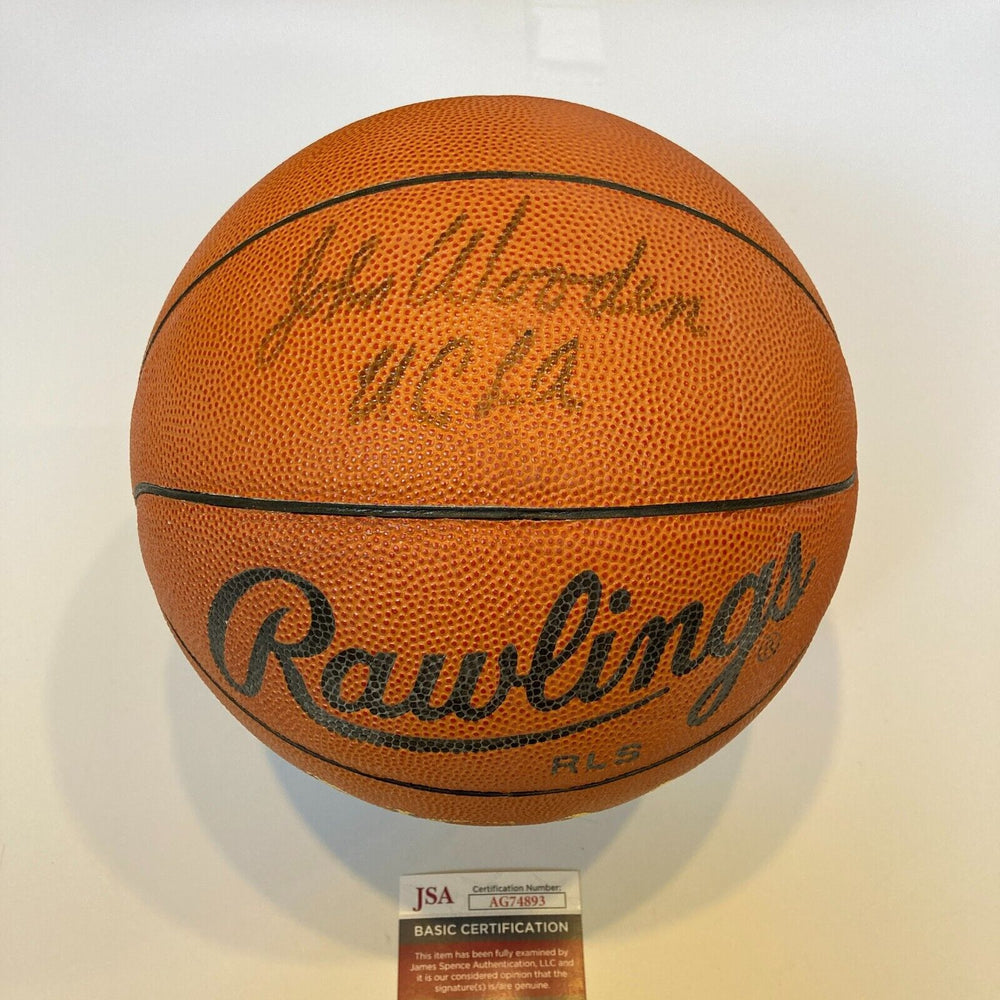 John Wooden
UCLA
Rawlings®
RLS
JSA
Certification Number:
AG74893
BASIC CERTIFICATION
This item has been fully examined by
James Spence Authentication, LLC and
it is our considered opinion that the
signature(s) is/are genuine.